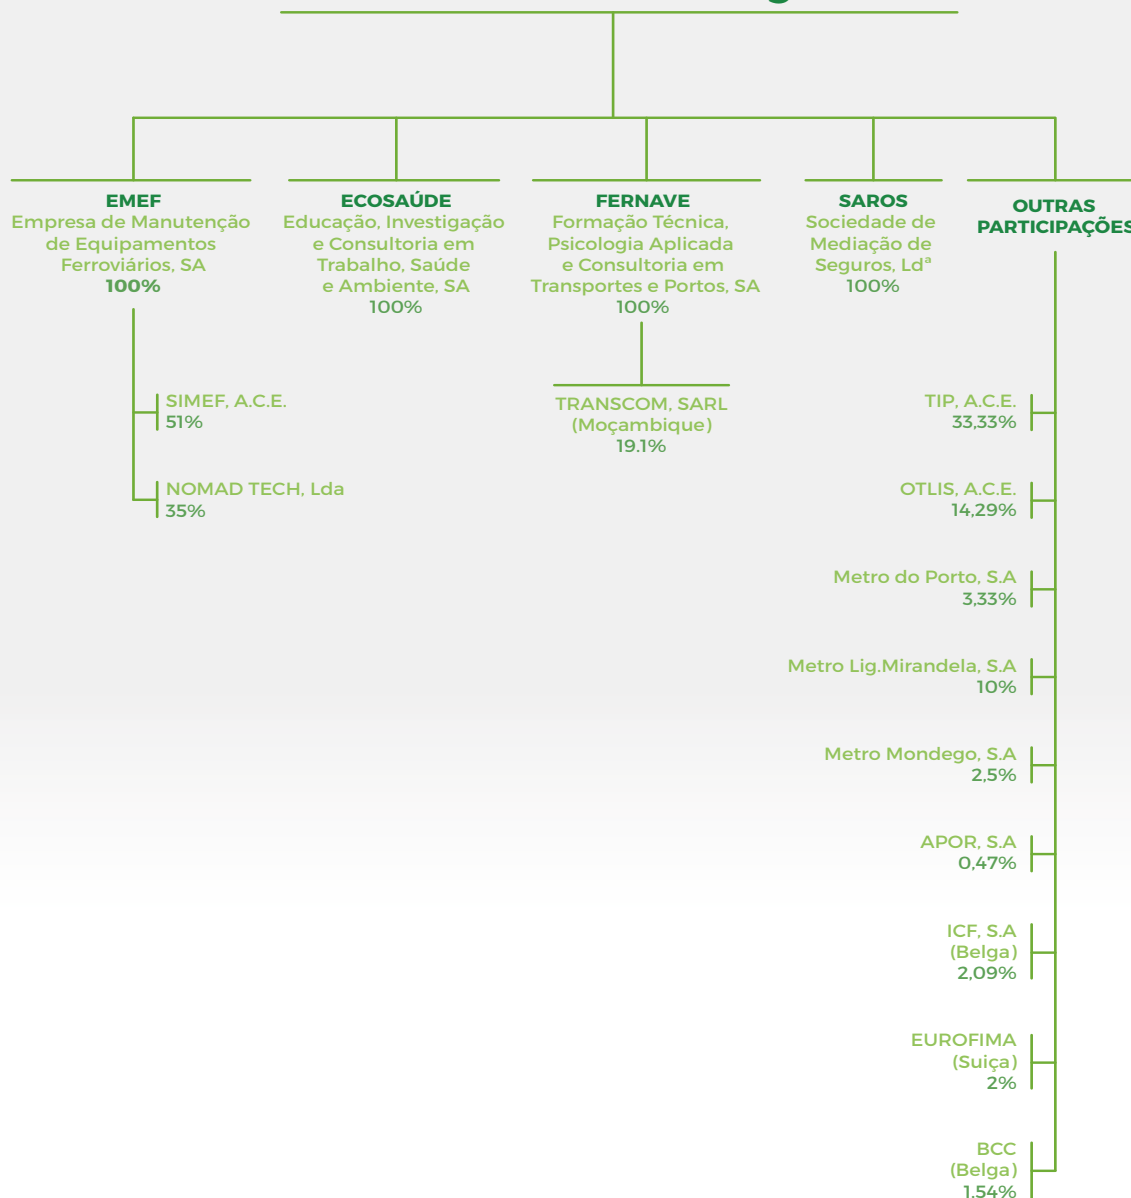 EMEF
Empresa de Manutenção
de Equipamentos
Ferroviários, SA
100%
ECOSAÚDE
Educação, Investigação
e Consultoria em
Trabalho, Saúde
e Ambiente, SA
100%
FERNAVE
Formação Técnica,
Psicologia Aplicada
e Consultoria em
Transportes e Portos, SA
100%
SAROS
Sociedade de
Mediação de
Seguros, Ldª
100%
OUTRAS
PARTICIPAÇÕES
SIMEF, A.C.E.
51%
NOMAD TECH, Lda
35%
TRANSCOM, SARL
(Moçambique)
19.1%
TIP, A.C.E.
33,33%
OTLIS, A.C.E.
14,29%
Metro do Porto, S.A
3,33%
Metro Lig.Mirandela, S.A
10%
Metro Mondego, S.A
2,5%
APOR, S.A
0,47%
ICF, S.A
(Belga)
2,09%
EUROFIMA
(Suiça)
2%
BCC
(Belga)
1,54%